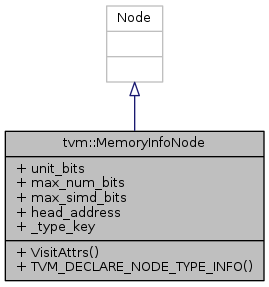 Node
tvm::MemoryInfoNode
+ unit_bits
+ max_num_bits
+ max_simd_bits
+ head_address
+ _type_key
+ VisitAttrs()
+ TVM_DECLARE_NODE_TYPE_INFO()